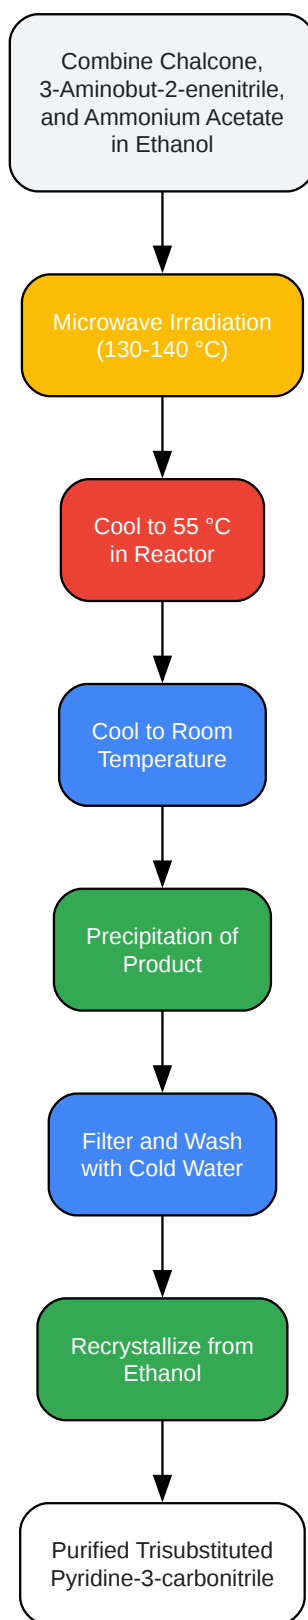 Combine Chalcone,
3-Aminobut-2-enenitrile,
and Ammonium Acetate
in Ethanol
Microwave Irradiation
(130-140 °C)
Cool to 55 °C
in Reactor
Cool to Room
Temperature
Precipitation of
Product
Filter and Wash
with Cold Water
Recrystallize from
Ethanol
Purified Trisubstituted
Pyridine-3-carbonitrile